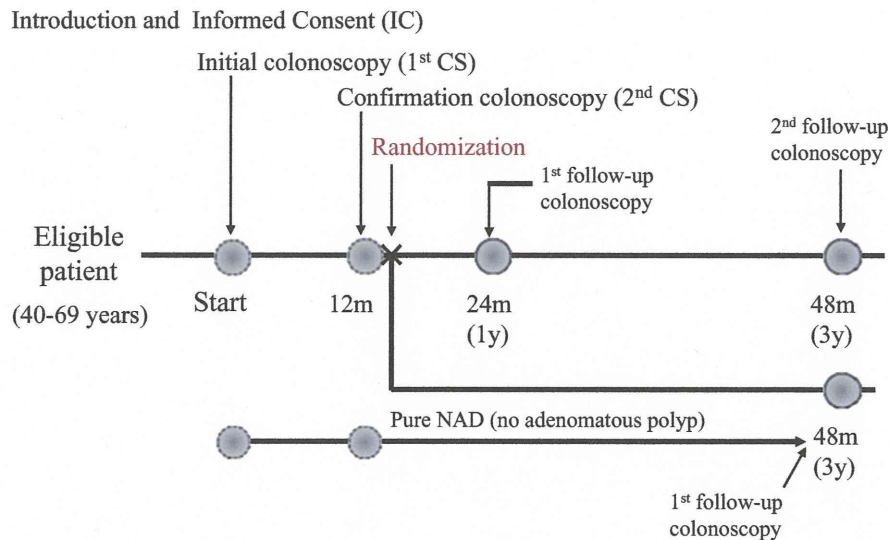 Introduction and Informed Consent (IC)
Initial colonoscopy (1st CS)
Confirmation colonoscopy (2nd CS)
Randomization
1st follow-up
colonoscopy
2nd follow-up
colonoscopy
Eligible
patient
(40-69 years)
Start
12m
24m
(1y)
48m
(3y)
Pure NAD (no adenomatous polyp)
48m
(3y)
1st follow-up
colonoscopy